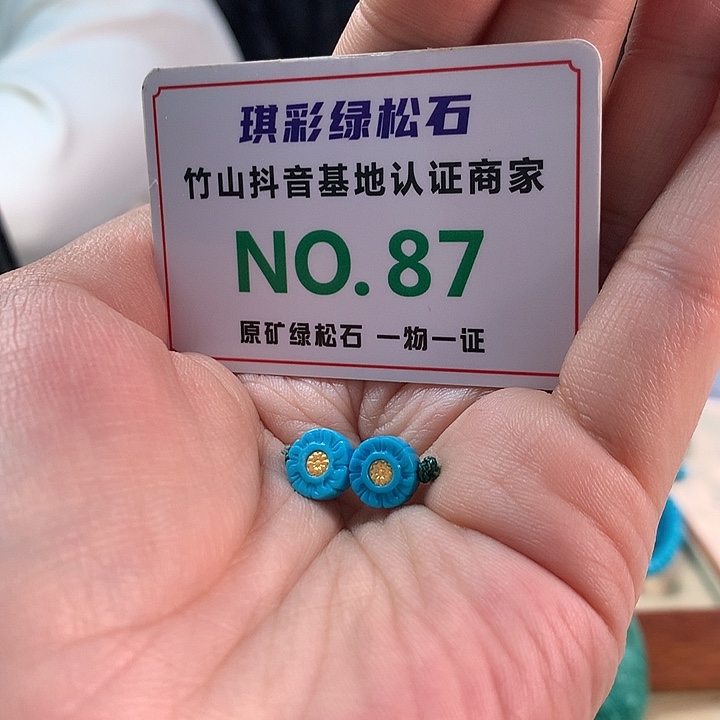 琪彩绿松石
竹山抖音基地认证商家
NO.87
原矿绿松石 一物一证